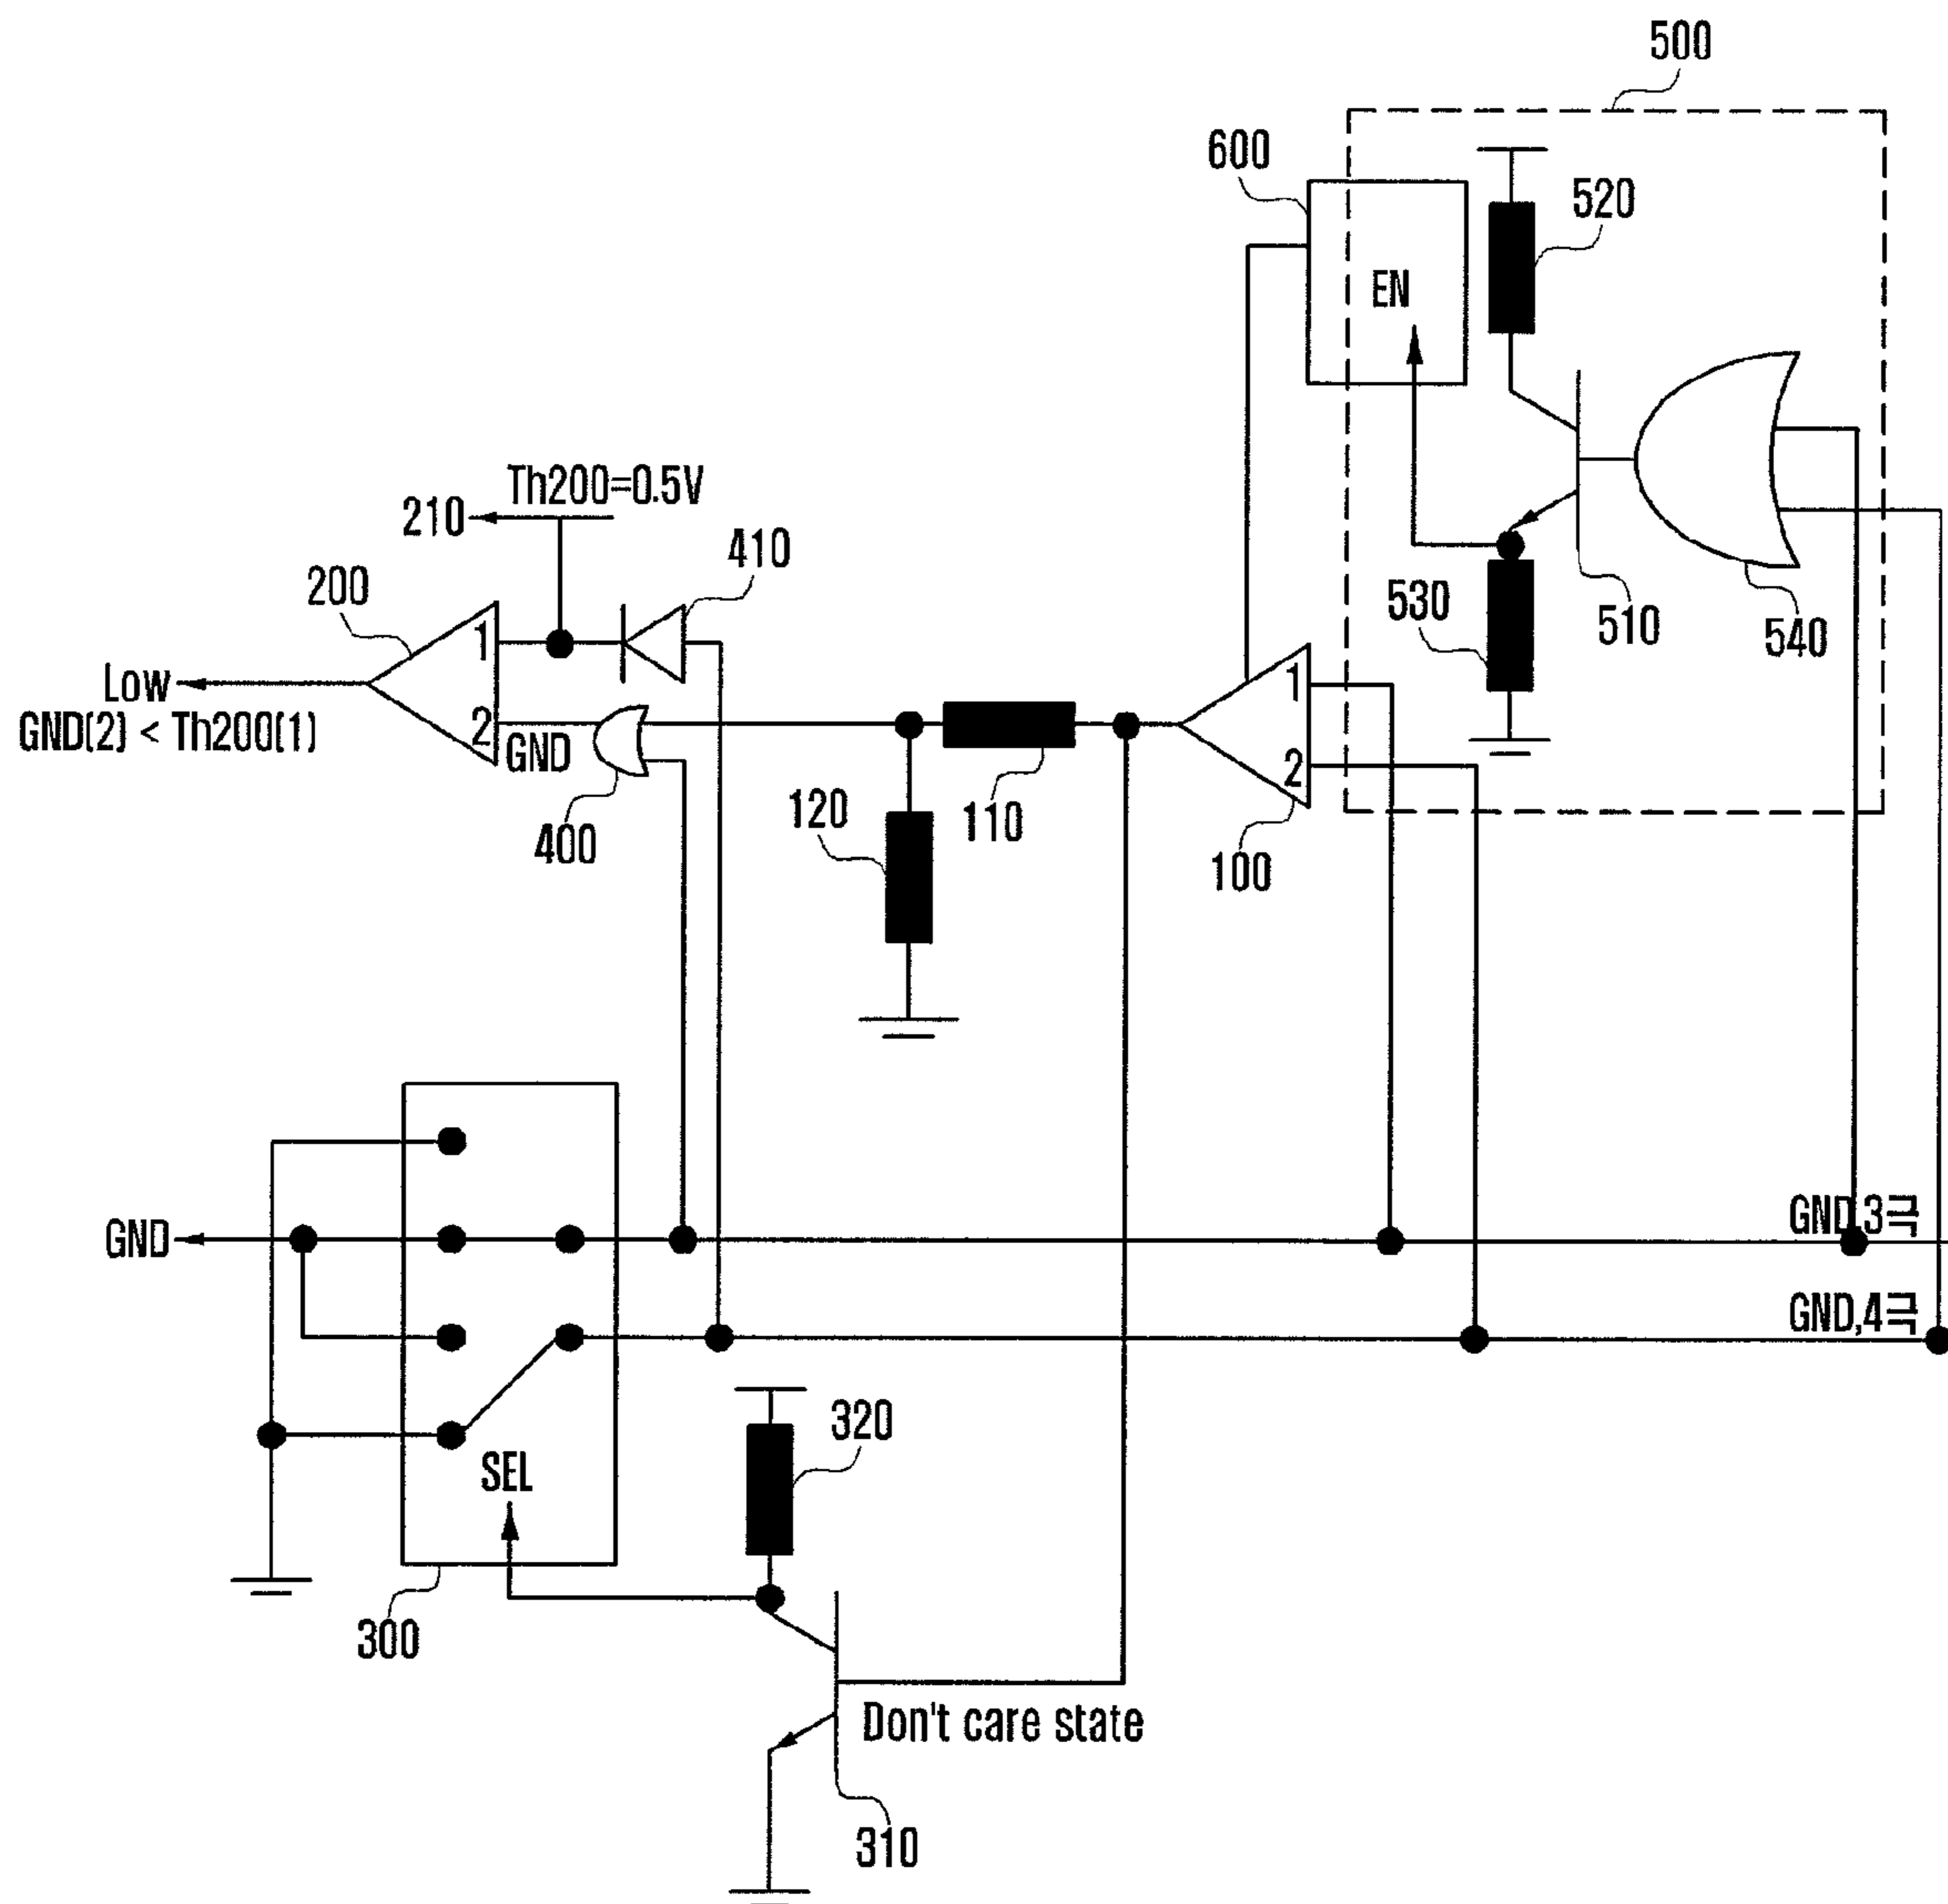 500
600
520
EN
Th200=0.5V
210
410
200
530
510
540
1
1
Low
GND(2) < Th200(1)
2
GND
2
400
120
110
100
GND,3극
GND
GND,4극
320
SEL
300
Don't care state
310